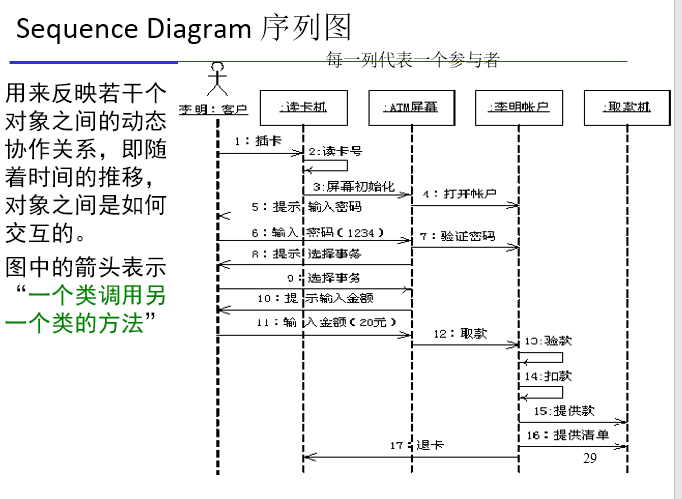 Sequence Diagram 序列图
每一列代表一个参与者
用来反映若干个
对象之间的动态
协作关系，即随
着时间的推移，
对象之间是如何
交互的。
图中的箭头表示
“一个类调用另
一个类的方法”
李明：客户
:读卡机
:ATM屏幕
:李明帐户
:取款机
1：插卡
2:读卡号
3:屏幕初始化
4：打开帐户
5：提示 输入密码
6：输入 密码（1234）
7：验证密码
8：提示 选择事务
9：选择事务
10：提 示输入金额
11：输 入金额（20元）
12：取款
13:验款
14:扣款
15:提供款
16：提供清单
17：退卡
29